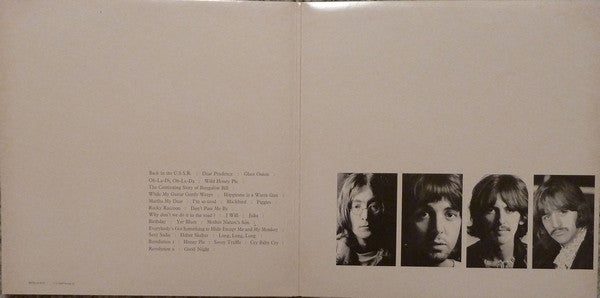 Back in the U.S.S.R. : Dear Prudence : Glass Onion
Ob-La-Di, Ob-La-Da : Wild Honey Pie
The Continuing Story of Bungalow Bill
While My Guitar Gently Weeps : Happiness is a Warm Gun
Martha My Dear : I'm so tired : Blackbird : Piggies
Rocky Raccoon : Don't Pass Me By
Why don't we do it in the road? : I Will : Julia
Birthday : Yer Blues : Mother Nature's Son
Everybody's Got Something to Hide Except Me and My Monkey
Sexy Sadie : Helter Skelter : Long, Long, Long
Revolution 1 : Honey Pie : Savoy Truffle : Cry Baby Cry
Revolution 9 : Good Night